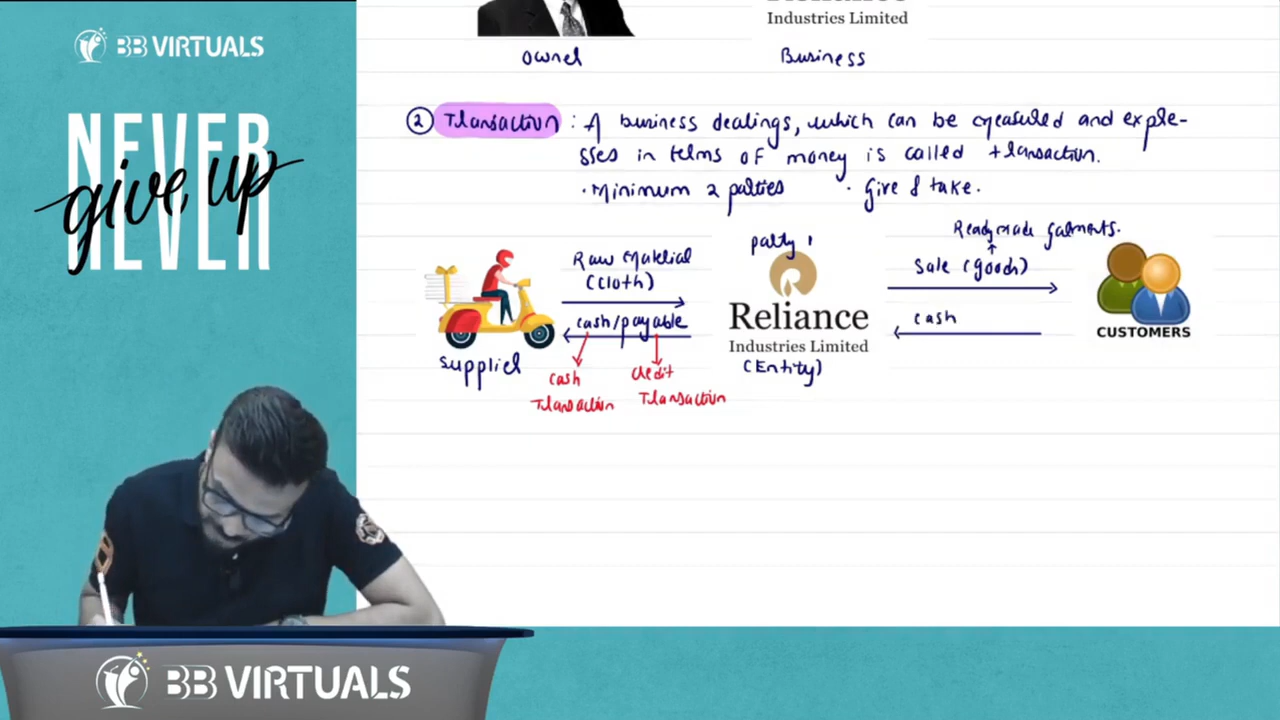 BB VIRTUALS
NEVER
give up
NEVER
Industries Limited
Owner
Business
② Transaction : A business dealings, which can be measured and expre-
sses in terms of money is called transaction.
· Minimum 2 parties · Give & take.
Readymade garments.
party 1
Raw Material
(cloth)
Sale (goods)
cash/payable
cash
Reliance
Industries Limited
(Entity)
CUSTOMERS
Supplier
cash
Transaction
credit
Transaction
BB VIRTUALS